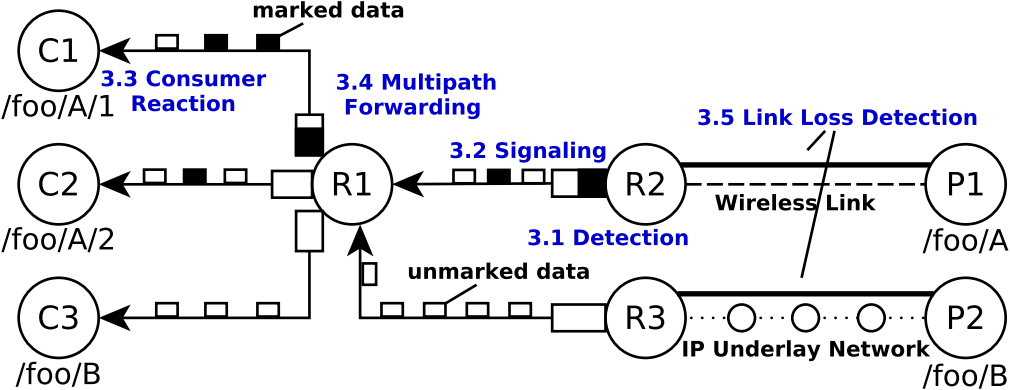 marked data
C1
3.3 Consumer
Reaction
/foo/A/1
3.4 Multipath
Forwarding
3.5 Link Loss Detection
3.2 Signaling
C2
R1
R2
P1
Wireless Link
/foo/A/2
3.1 Detection
/foo/A
unmarked data
C3
R3
P2
IP Underlay Network
/foo/B
/foo/B